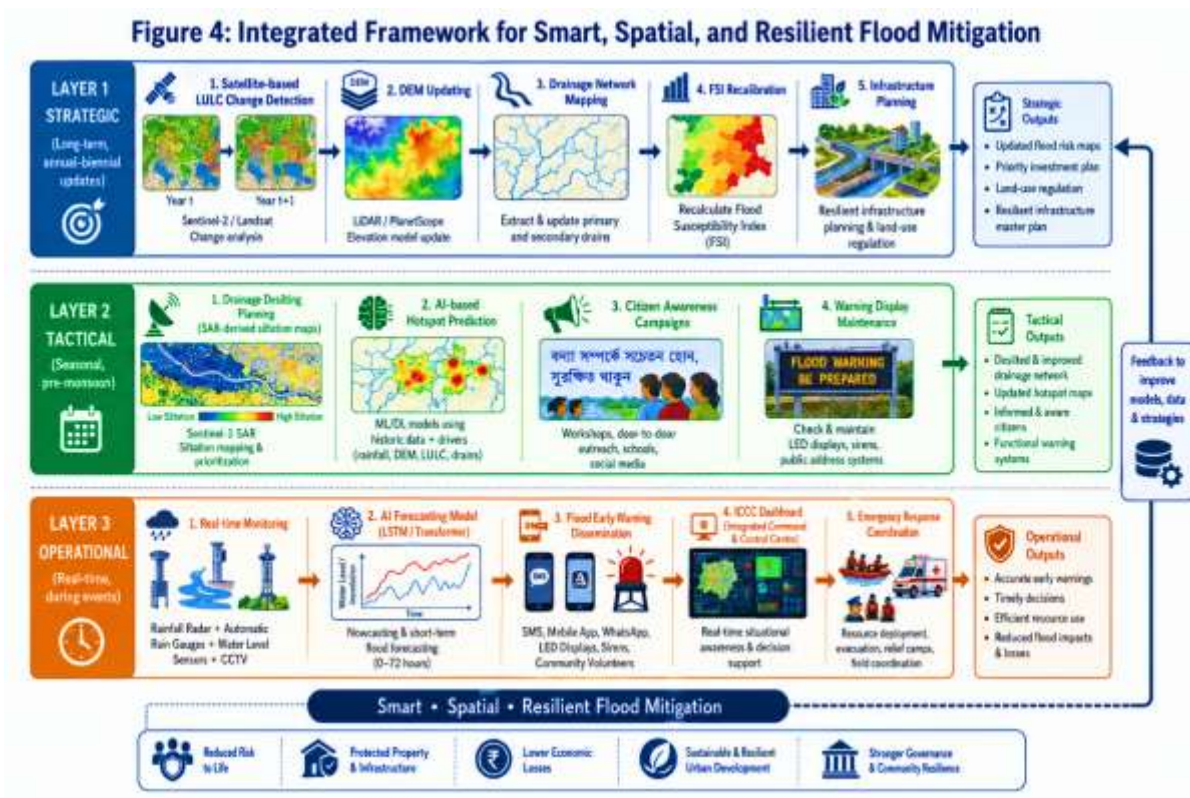 Figure 4: Integrated Framework for Smart, Spatial, and Resilient Flood Mitigation
LAYER 1
STRATEGIC
(Long-term,
annual-biennial
updates)
1. Satellite-based
LULC Change Detection
Year t
Year t+1
Sentinel-2 / Landsat
Change analysis
DEM
2. DEM Updating
LiDAR / PlanetScope
Elevation model update
3. Drainage Network
Mapping
Extract & update primary
and secondary drains
4. FSI Recalibration
Recalculate Flood
Susceptibility Index
(FSI)
5. Infrastructure
Planning
Resilient infrastructure
planning & land-use
regulation
Strategic
Outputs
• Updated flood risk maps
• Priority investment plan
• Land-use regulation
• Resilient infrastructure
master plan
LAYER 2
TACTICAL
(Seasonal,
pre-monsoon)
1. Drainage Desilting
Planning
(SAR-derived siltation maps)
Low Siltation
High Siltation
Sentinel-1 SAR
Siltation mapping &
prioritization
2. AI-based
Hotspot Prediction
ML/DL models using
historic data + drivers
(rainfall, DEM, LULC, drains)
3. Citizen Awareness
Campaigns
বন্যা সম্পর্কে সচেতন হোন,
সুরক্ষিত থাকুন
Workshops, door-to-door
outreach, schools,
social media
4. Warning Display
Maintenance
FLOOD WARNING
BE PREPARED
Check & maintain
LED displays, sirens,
public address systems
Tactical
Outputs
• Desilted & improved
drainage network
• Updated hotspot maps
• Informed & aware
citizens
• Functional warning
systems
Feedback to
improve
models, data
& strategies
LAYER 3
OPERATIONAL
(Real-time,
during events)
1. Real-time Monitoring
Rainfall Radar + Automatic
Rain Gauges + Water Level
Sensors + CCTV
2. AI Forecasting Model
(LSTM / Transformer)
Water Level /
Inundation
Time
Nowcasting & short-term
flood forecasting
(0–72 hours)
3. Flood Early Warning
Dissemination
SMS, Mobile App, WhatsApp,
LED Displays, Sirens,
Community Volunteers
4. ICCC Dashboard
(Integrated Command
& Control Centre)
Real-time situational
awareness & decision
support
5. Emergency Response
Coordination
Resource deployment,
evacuation, relief camps,
field coordination
Operational
Outputs
• Accurate early warnings
• Timely decisions
• Efficient resource use
• Reduced flood impacts
& losses
Smart • Spatial • Resilient Flood Mitigation
Reduced Risk
to Life
Protected Property
& Infrastructure
₹
Lower Economic
Losses
Sustainable & Resilient
Urban Development
Stronger Governance
& Community Resilience